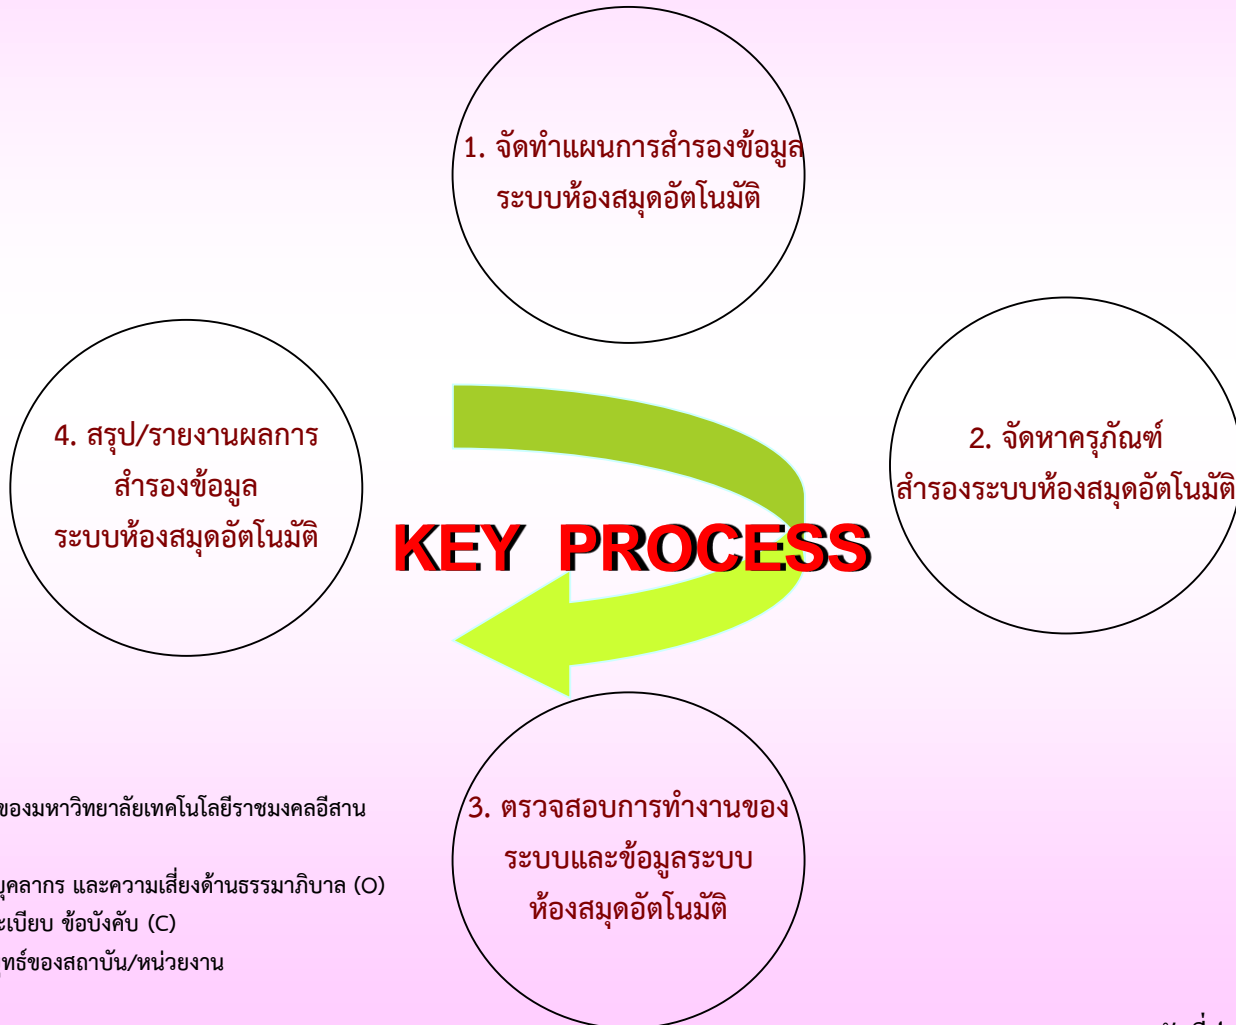 1. จัดทำแผนการสำรองข้อมูล
ระบบห้องสมุดอัตโนมัติ
4. สรุป/รายงานผลการ
สำรองข้อมูล
ระบบห้องสมุดอัตโนมัติ
2. จัดหาครุภัณฑ์
สำรองระบบห้องสมุดอัตโนมัติ
KEY PROCESS
3. ตรวจสอบการทำงานของ
ระบบและข้อมูลระบบ
ห้องสมุดอัตโนมัติ
ของมหาวิทยาลัยเทคโนโลยีราชมงคลอีสาน
บุคลากร และความเสี่ยงด้านธรรมาภิบาล (O)
ะเบียบ ข้อบังคับ (C)
ุทธ์ของสถาบัน/หน่วยงาน